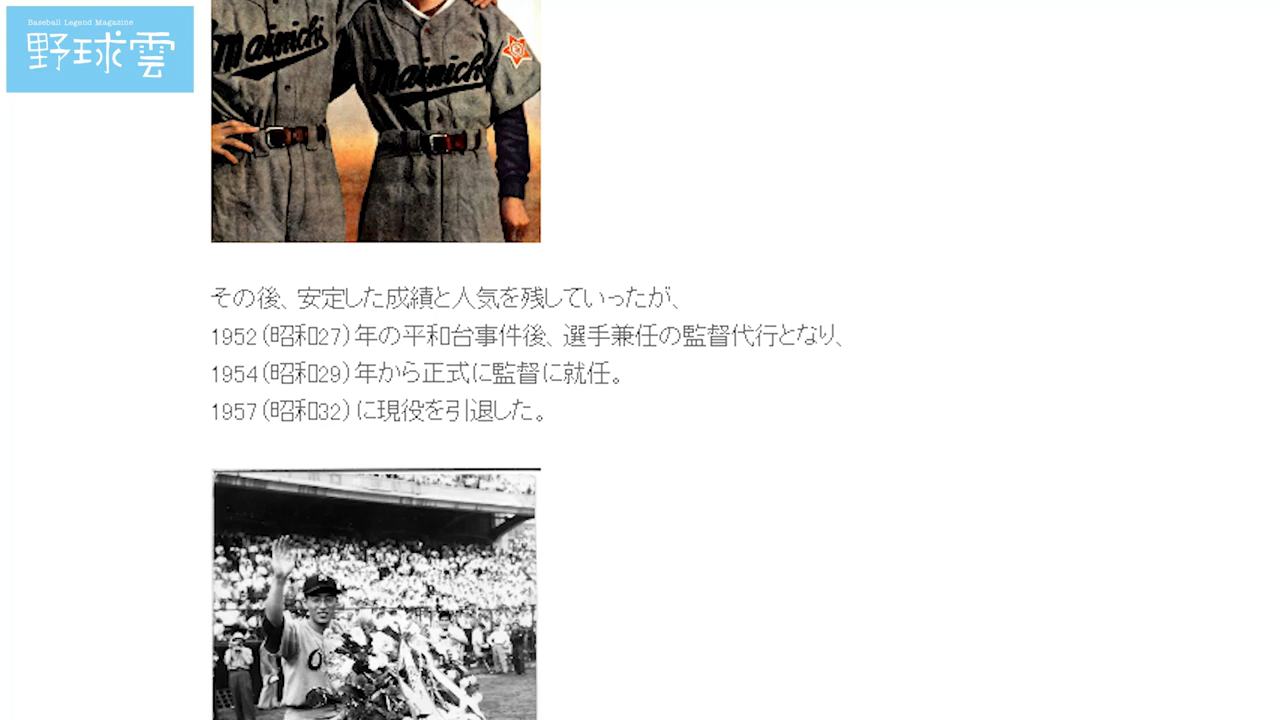 Baseball Legend Magazine
野球雲
Mainichi
Mainichi
その後、安定した成績と人気を残していったが、
1952(昭和27)年の平和台事件後、選手兼任の監督代行となり、
1954(昭和29)年から正式に監督に就任。
1957(昭和32)に現役を引退した。